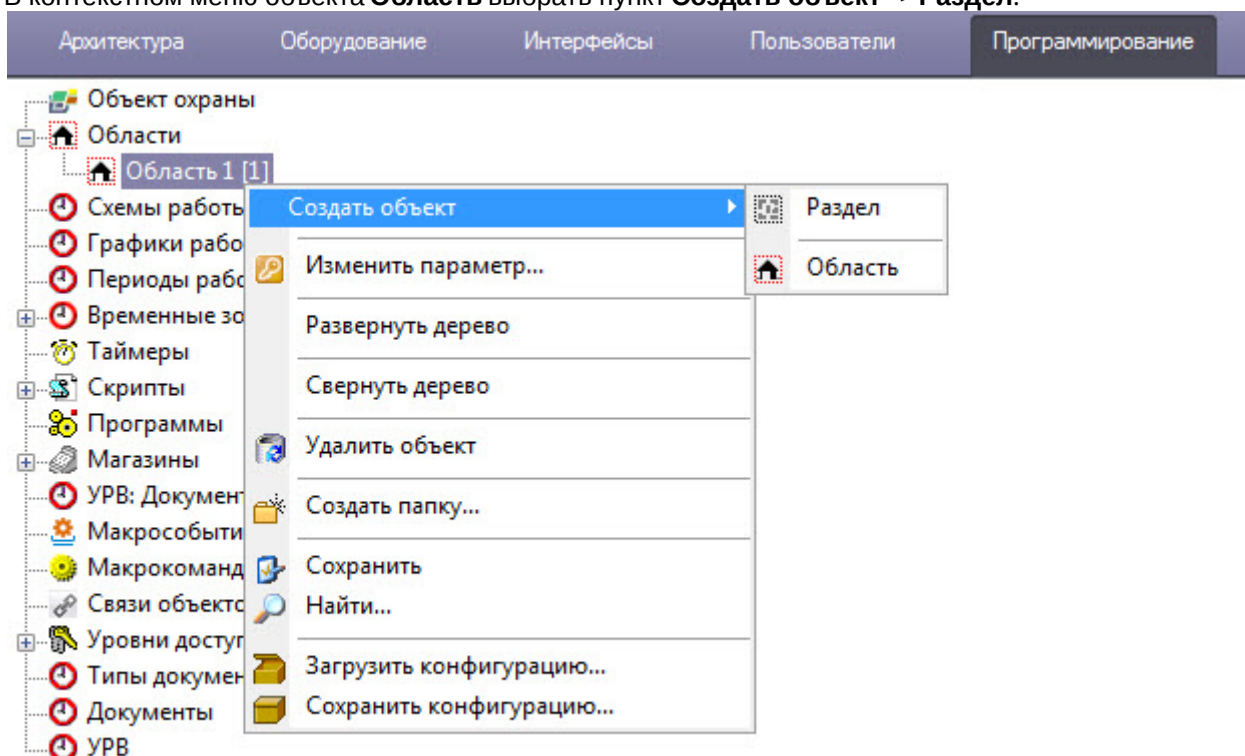 В контекстном меню объекта Область выбрать пункт Создать объект -> Раздел.
Архитектура Оборудование Интерфейсы Пользователи Программирование
Объект охраны
Области
Область 1 [1]
Схемы работь
Создать объект
Раздел
Графики рабо
Изменить параметр...
Область
Периоды рабо
Временные зо
Развернуть дерево
Таймеры
Скрипты
Свернуть дерево
Программы
Удалить объект
Магазины
УРВ: Документ
Создать папку...
Макрособыти
Макрокоманд
Сохранить
Связи объекто
Найти...
Уровни доступ
Типы докумен
Загрузить конфигурацию...
Документы
Сохранить конфигурацию...
УРВ